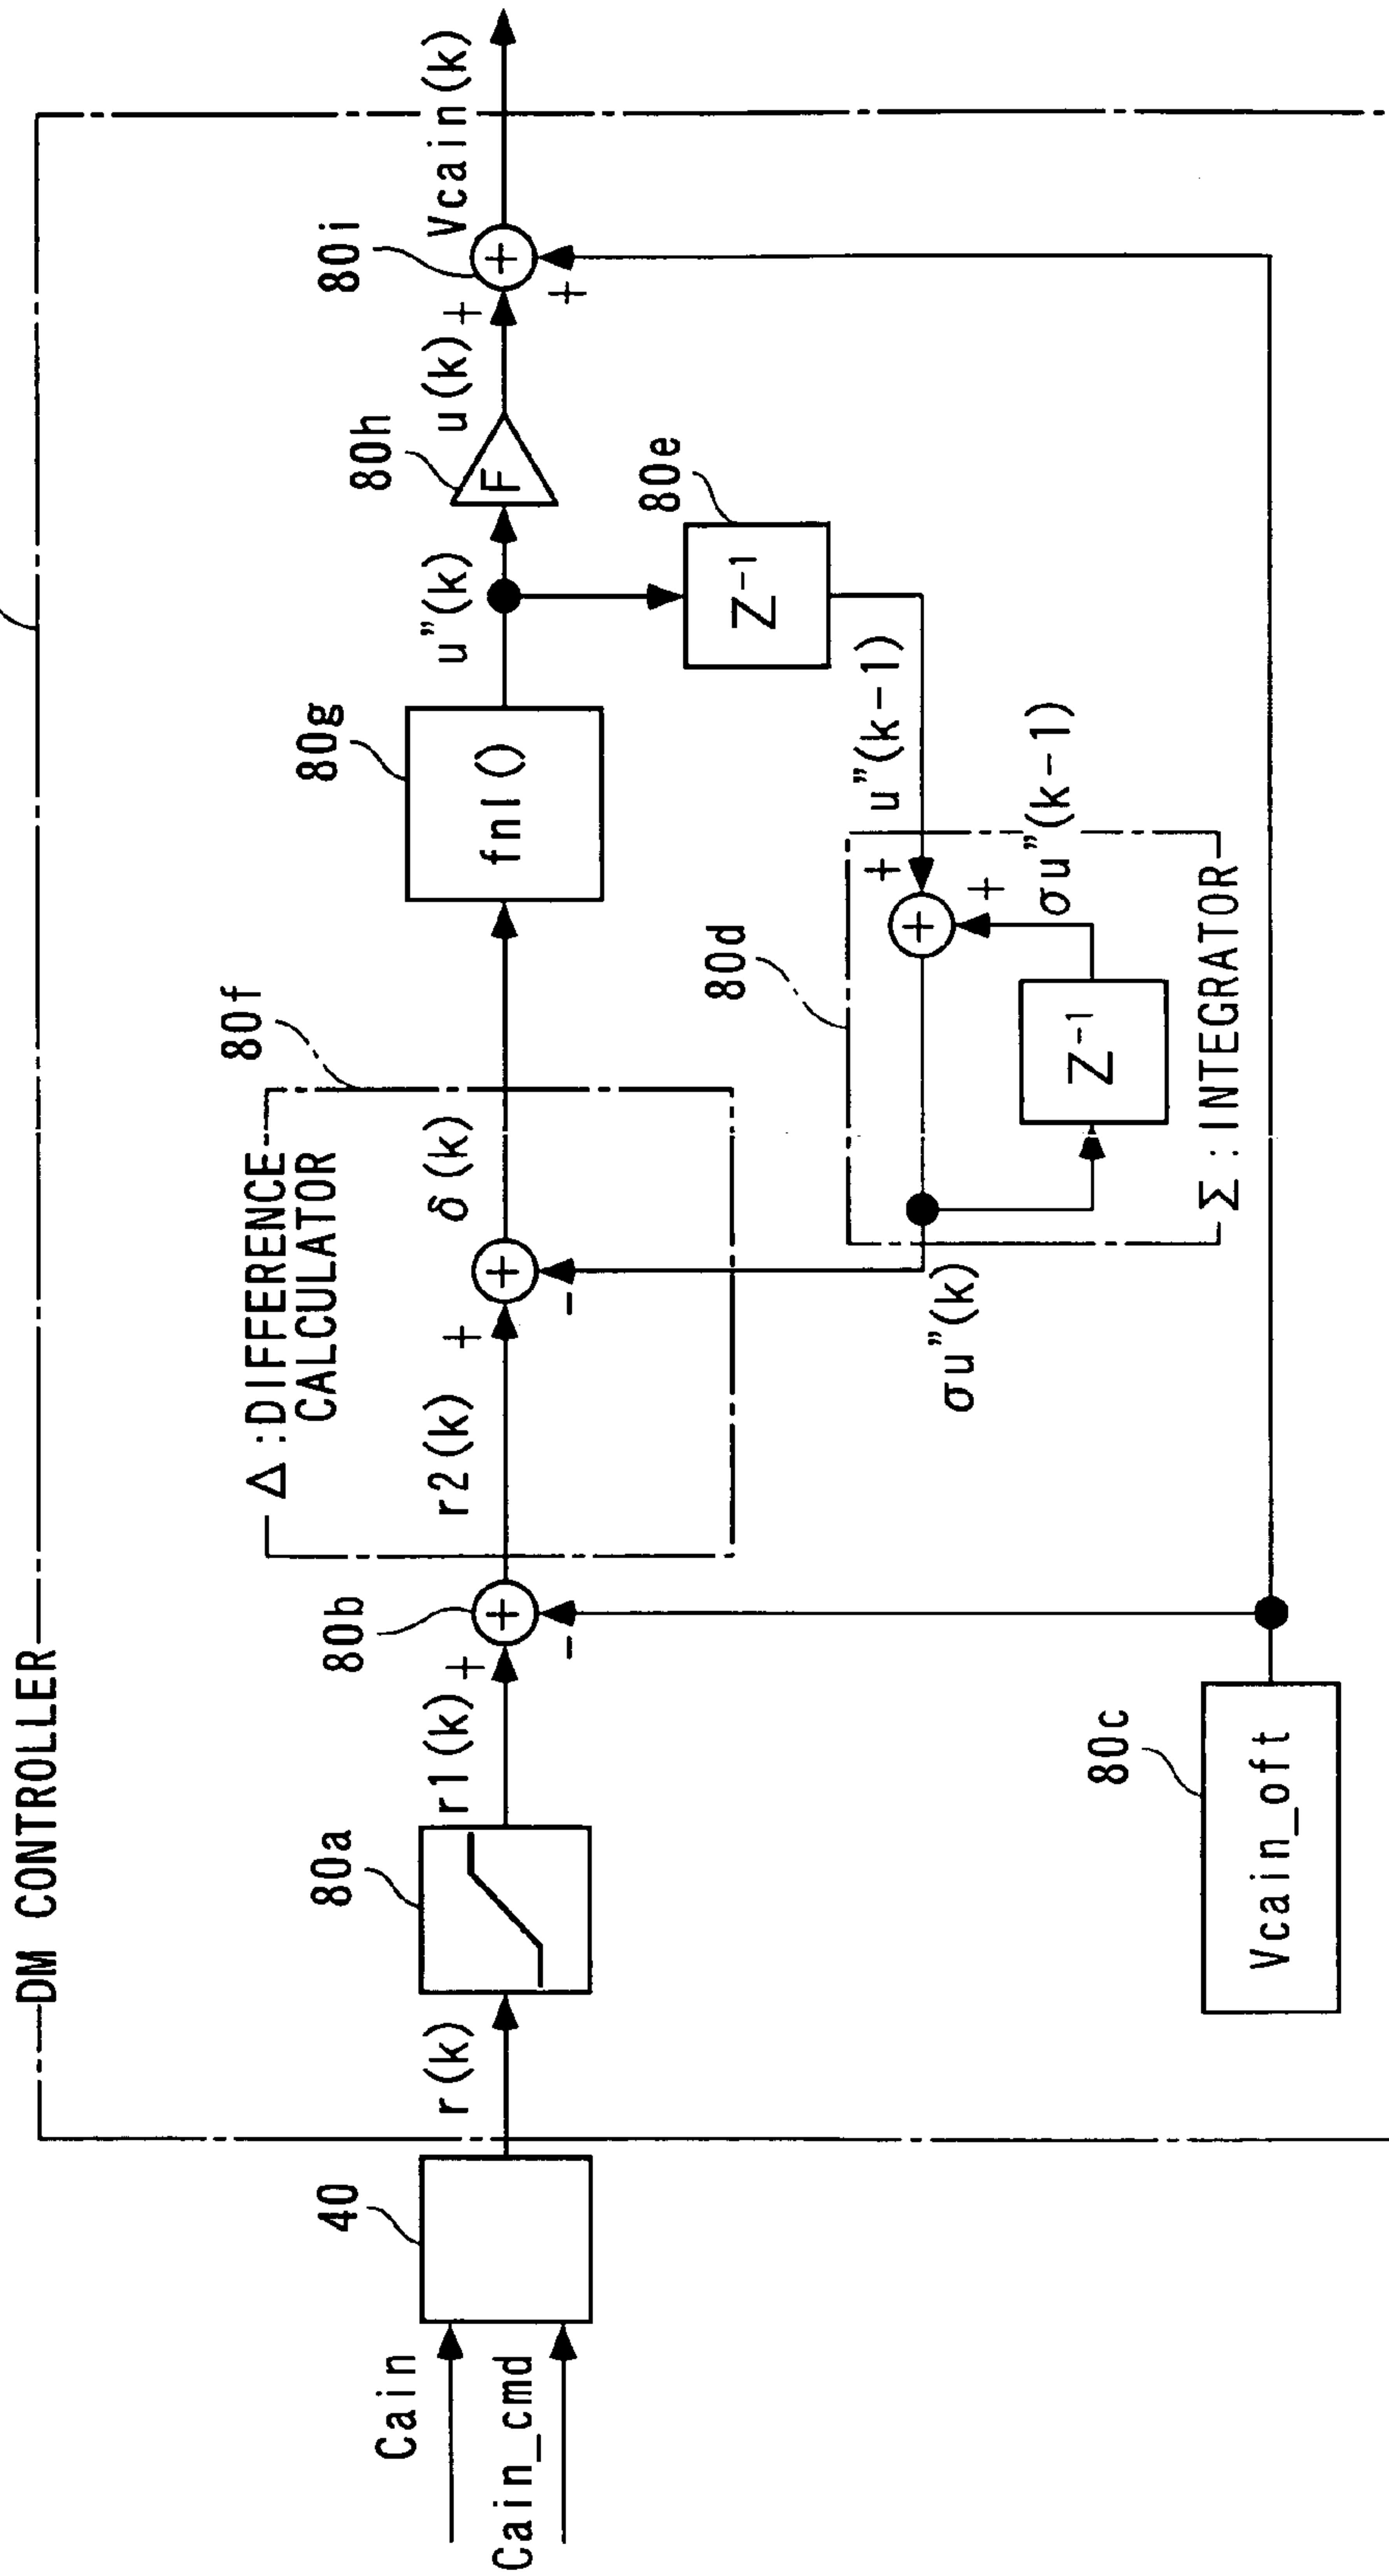 DM CONTROLLER
Cain
Cain_cmd
40
r(k)
80a
r1(k)
+
-
80b
r2(k)
Δ:DIFFERENCE
CALCULATOR
+
+
-
+
δ(k)
80f
80g
fnl()
u"(k)
80h
F
u(k)
+
+
+
80i
Vcain(k)
80e
Z⁻¹
u"(k-1)
80d
+
+
+
σu"(k-1)
Z⁻¹
Σ:INTEGRATOR
σu"(k)
80c
Vcain_oft
+